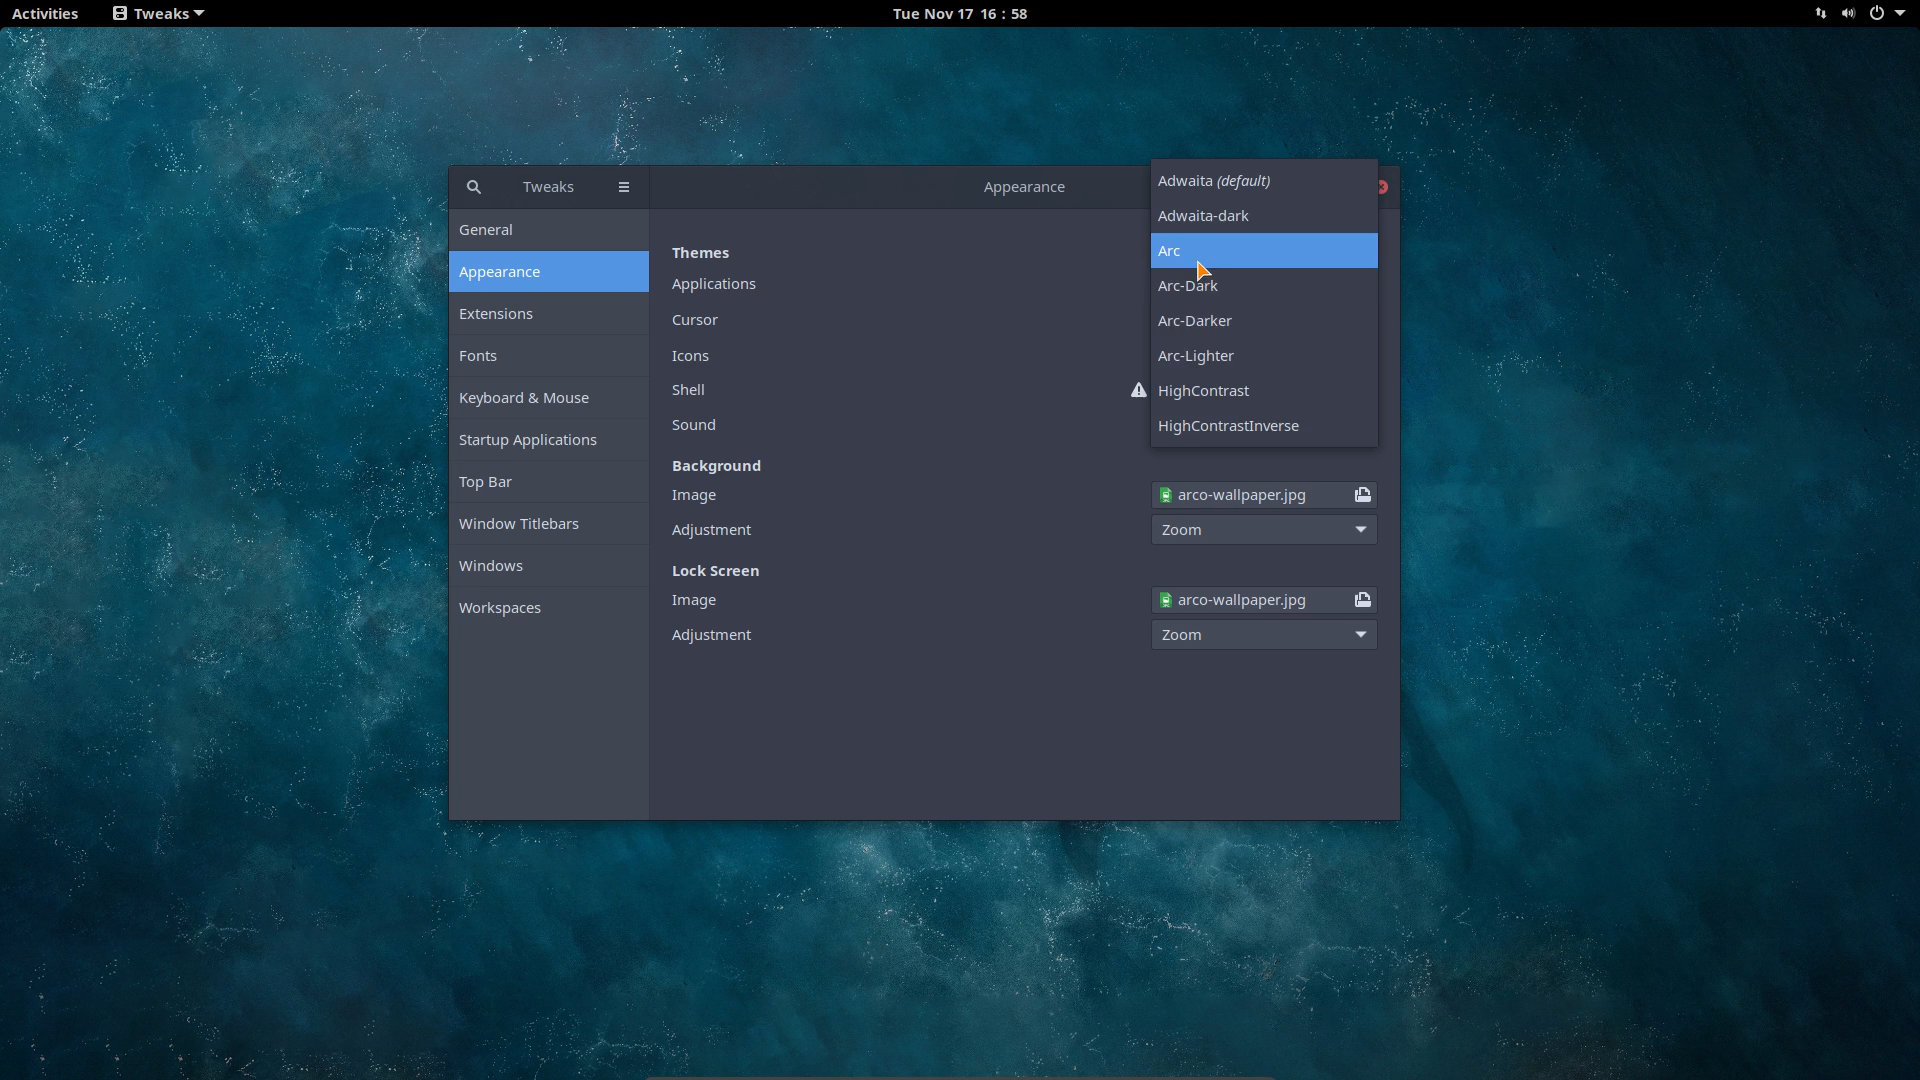 Activities
Tweaks
Tue Nov 17 16 : 58
Tweaks
Appearance
General
Appearance
Extensions
Fonts
Keyboard & Mouse
Startup Applications
Top Bar
Window Titlebars
Windows
Workspaces
Themes
Applications
Cursor
Icons
Shell
Sound
Adwaita (default)
Adwaita-dark
Arc
Arc-Dark
Arc-Darker
Arc-Lighter
HighContrast
HighContrastInverse
Background
Image
arco-wallpaper.jpg
Adjustment
Zoom
Lock Screen
Image
arco-wallpaper.jpg
Adjustment
Zoom